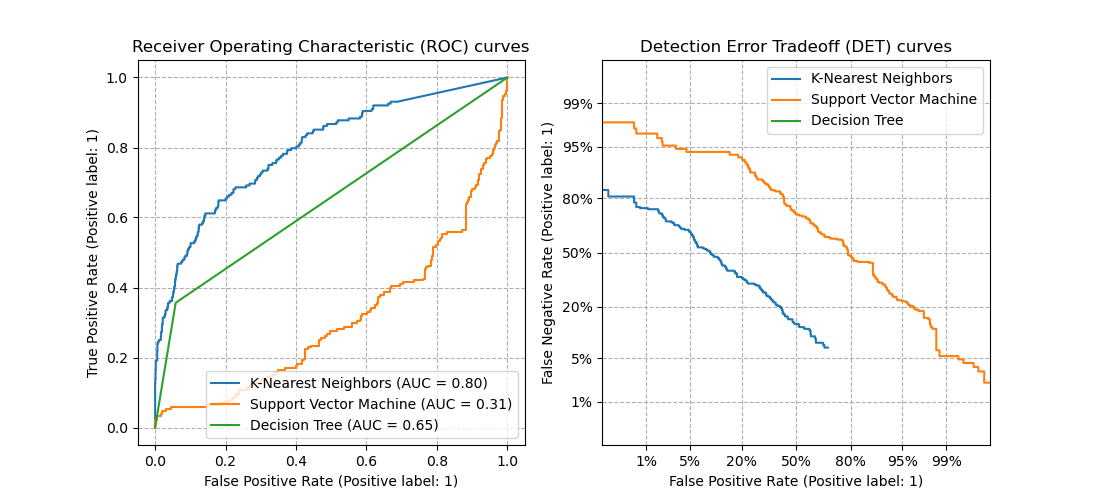 Receiver Operating Characteristic (ROC) curves
True Positive Rate (Positive label: 1)
1.0
0.8
0.6
0.4
0.2
0.0
K-Nearest Neighbors (AUC = 0.80)
Support Vector Machine (AUC = 0.31)
Decision Tree (AUC = 0.65)
0.0 0.2 0.4 0.6 0.8 1.0
False Positive Rate (Positive label: 1)
Detection Error Tradeoff (DET) curves
False Negative Rate (Positive label: 1)
K-Nearest Neighbors
Support Vector Machine
Decision Tree
99%
95%
80%
50%
20%
5%
1%
1% 5% 20% 50% 80% 95% 99%
False Positive Rate (Positive label: 1)